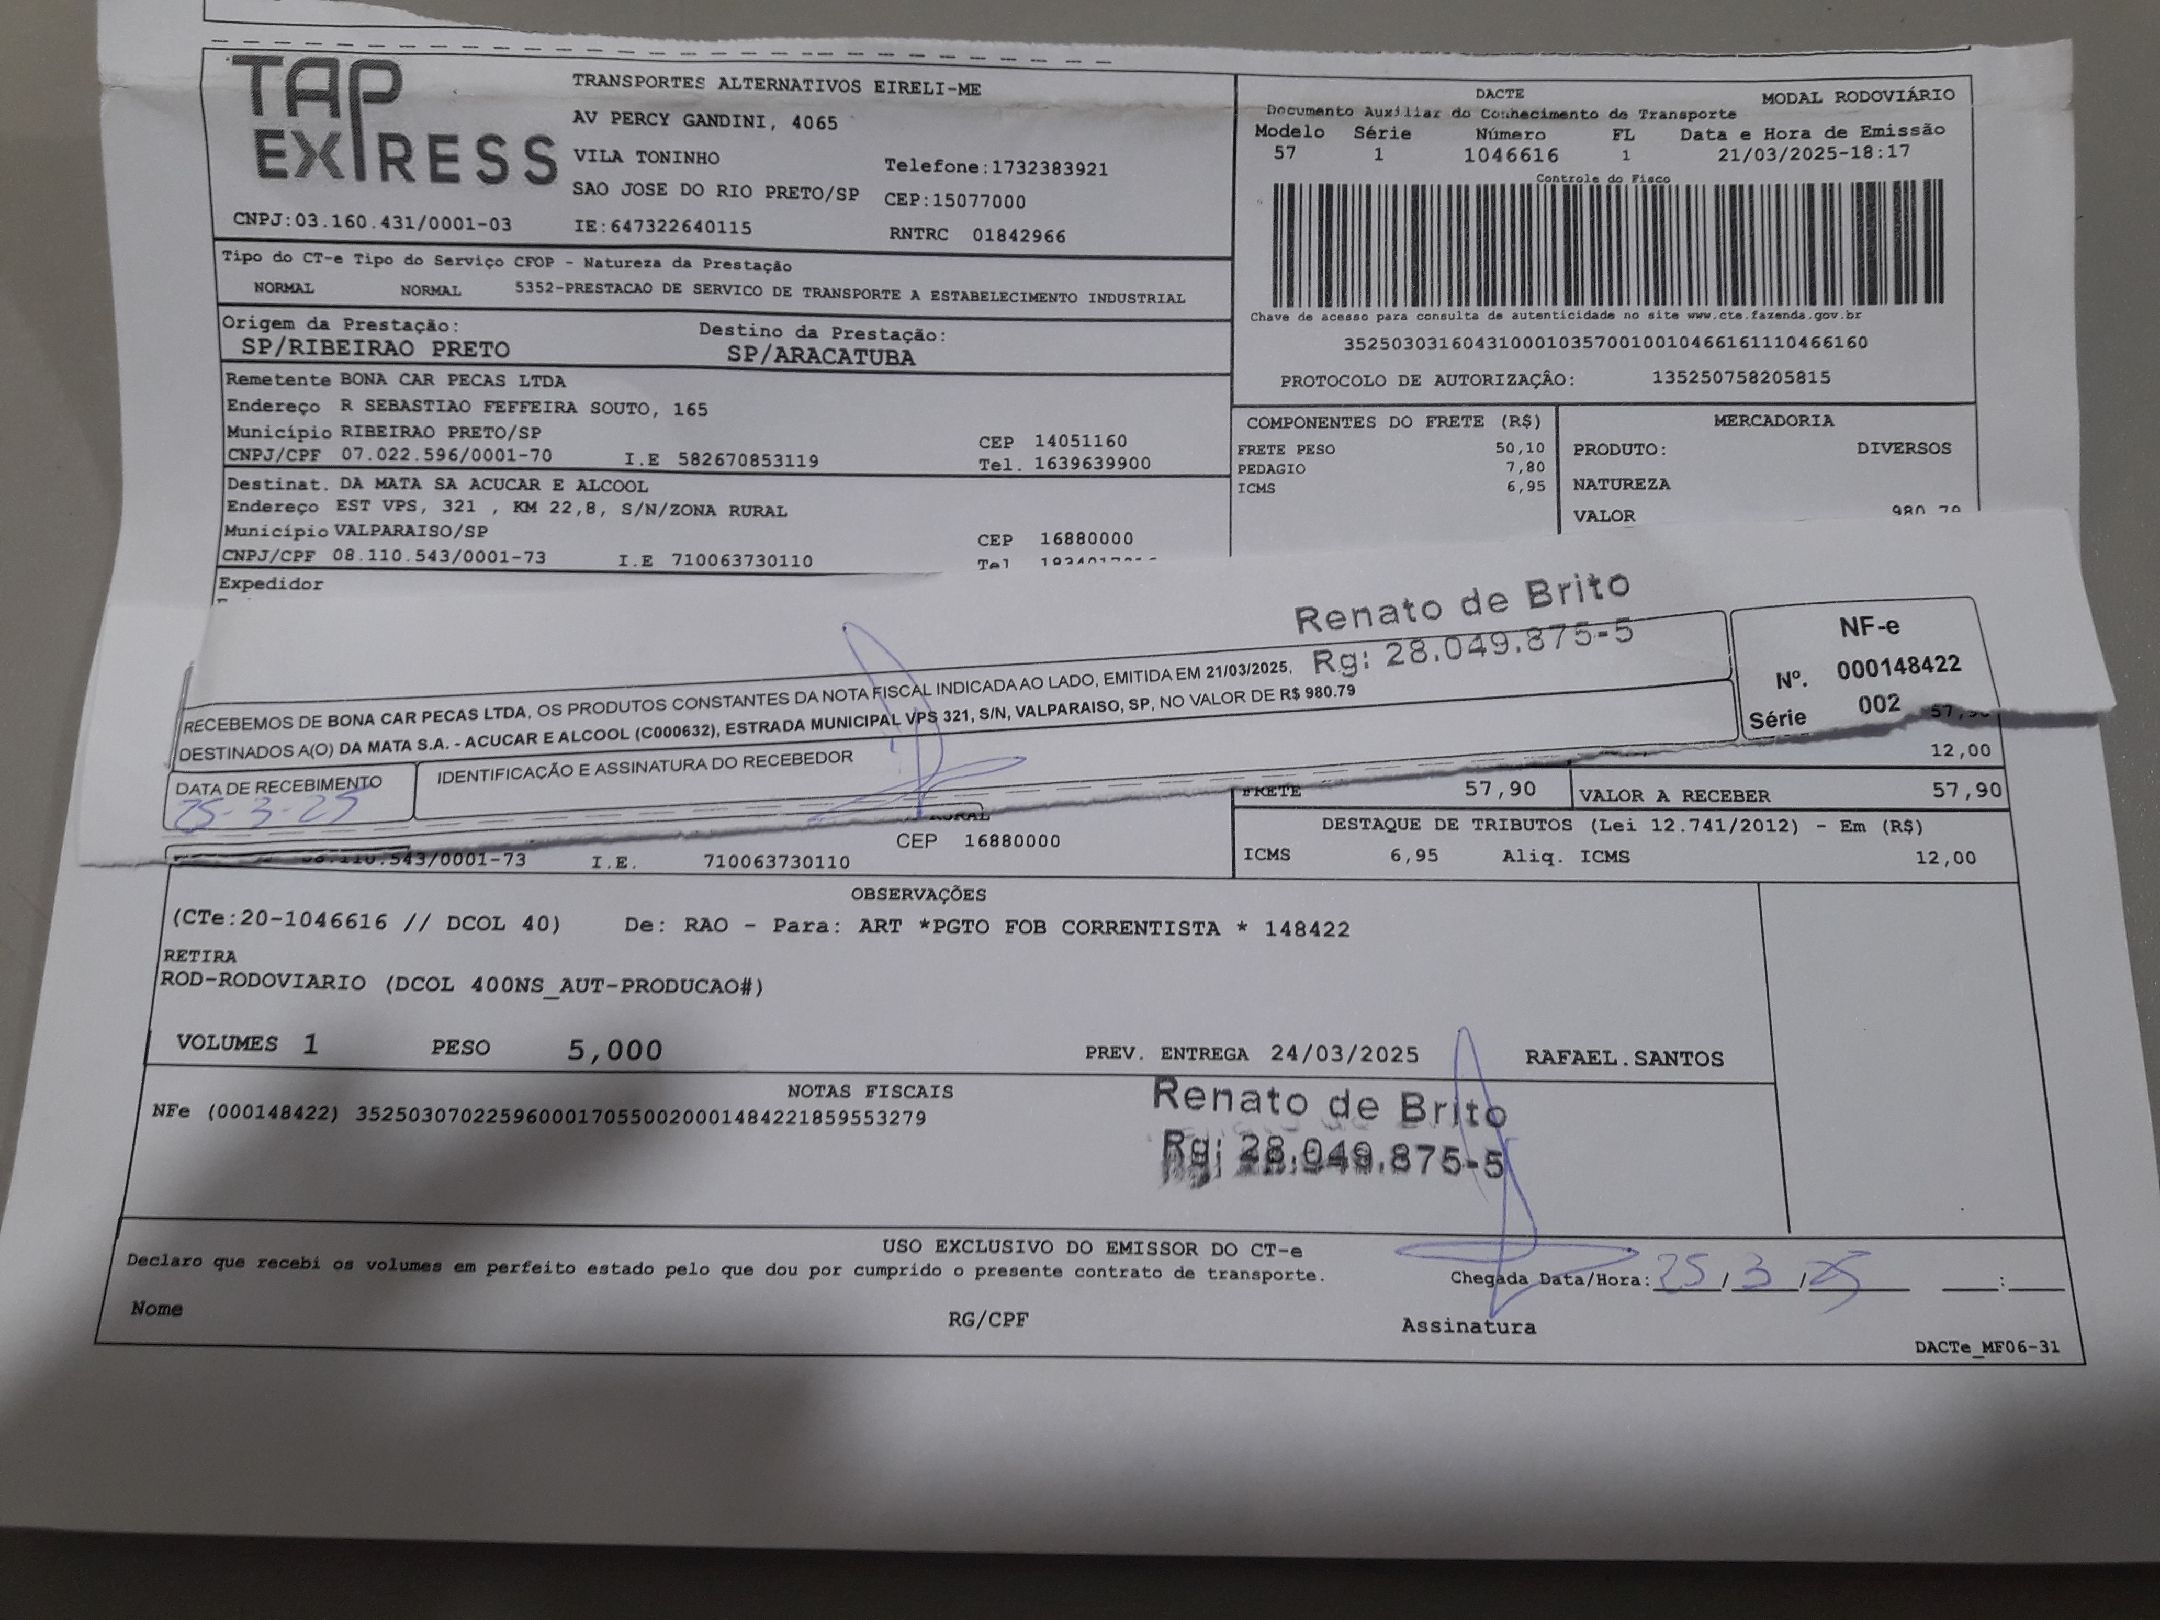 TAP EXPRESS
TRANSPORTES ALTERNATIVOS EIRELI-ME
AV PERCY GANDINI, 4065
VILA TONINHO
Telefone:1732383921
SAO JOSE DO RIO PRETO/SP
CEP:15077000
CNPJ:03.160.431/0001-03
IE:647322640115
RNTRC 01842966
DACTE
MODAL RODOVIÁRIO
Documento Auxiliar do Conhecimento de Transporte
Modelo Série Número FL Data e Hora de Emissão
57 1 1046616 1 21/03/2025-18:17
Controle do Fisco
Chave de acesso para consulta de autenticidade no site www.cte.fazenda.gov.br
35250303160431000103570010010466161110466160
PROTOCOLO DE AUTORIZAÇÂO: 135250758205815
Tipo do CT-e Tipo do Serviço CFOP - Natureza da Prestação
NORMAL NORMAL 5352-PRESTACAO DE SERVICO DE TRANSPORTE A ESTABELECIMENTO INDUSTRIAL
Origem da Prestação: Destino da Prestação:
SP/RIBEIRAO PRETO SP/ARACATUBA
Remetente BONA CAR PECAS LTDA
Endereço R SEBASTIAO FEFFEIRA SOUTO, 165
Município RIBEIRAO PRETO/SP CEP 14051160
CNPJ/CPF 07.022.596/0001-70 I.E 582670853119 Tel. 1639639900
Destinat. DA MATA SA ACUCAR E ALCOOL
Endereço EST VPS, 321 , KM 22,8, S/N/ZONA RURAL
Município VALPARAISO/SP CEP 16880000
CNPJ/CPF 08.110.543/0001-73 I.E 710063730110 Tel
Expedidor
COMPONENTES DO FRETE (R$)
FRETE PESO 50,10
PEDAGIO 7,80
ICMS 6,95
MERCADORIA
PRODUTO: DIVERSOS
NATUREZA
VALOR 980,79
Renato de Brito
Rg: 28.049.875-5
RECEBEMOS DE BONA CAR PECAS LTDA, OS PRODUTOS CONSTANTES DA NOTA FISCAL INDICADA AO LADO, EMITIDA EM 21/03/2025.
DESTINADOS A(O) DA MATA S.A. - ACUCAR E ALCOOL (C000632), ESTRADA MUNICIPAL VPS 321, S/N, VALPARAISO, SP, NO VALOR DE R$ 980.79
NF-e
Nº. 000148422
Série 002
DATA DE RECEBIMENTO
25-3-25
IDENTIFICAÇÃO E ASSINATURA DO RECEBEDOR
57,90
12,00
FRETE 57,90 VALOR A RECEBER 57,90
RURAL
CEP 16880000
08.110.543/0001-73 I.E. 710063730110
DESTAQUE DE TRIBUTOS (Lei 12.741/2012) - Em (R$)
ICMS 6,95 Aliq. ICMS 12,00
OBSERVAÇÕES
(CTe:20-1046616 // DCOL 40) De: RAO - Para: ART *PGTO FOB CORRENTISTA * 148422
RETIRA
ROD-RODOVIARIO (DCOL 400NS_AUT-PRODUCAO#)
VOLUMES 1 PESO 5,000 PREV. ENTREGA 24/03/2025 RAFAEL.SANTOS
NOTAS FISCAIS
NFe (000148422) 35250307022596000170550020001484221859553279
Renato de Brito
Rg: 28.049.875-5
USO EXCLUSIVO DO EMISSOR DO CT-e
Declaro que recebi os volumes em perfeito estado pelo que dou por cumprido o presente contrato de transporte.
Chegada Data/Hora: 25/3/25 :
Nome RG/CPF Assinatura
DACTe_MF06-31